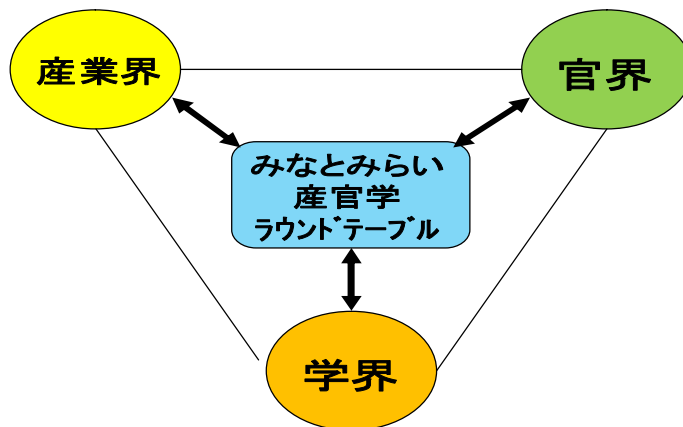 産業界
官界
みなとみらい
産官学
ラウンドテーブル
学界